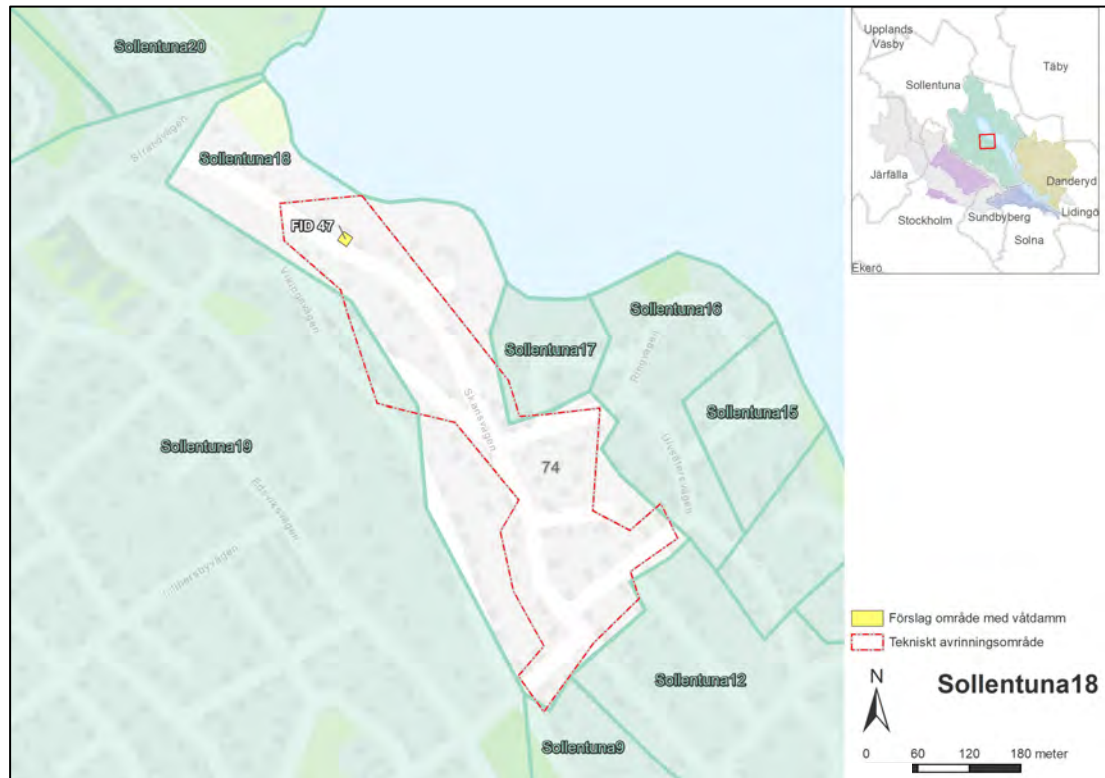 Sollentuna20
Strandvägen
Sollentuna18
FID 47
Vikingavägen
Sollentuna17
Sollentuna16
Ringvägen
Sollentuna15
Skansvägen
Ulvsätersvägen
74
Sollentuna19
Edsviksvägen
Sollentuna12
Sollentuna9
Upplands
Väsby
Täby
Sollentuna
Järfälla
Danderyd
Stockholm
Sundbyberg
Lidingö
Solna
Ekerö
Förslag område med våtdamm
Tekniskt avrinningsområde
N
Sollentuna18
0 60 120 180 meter